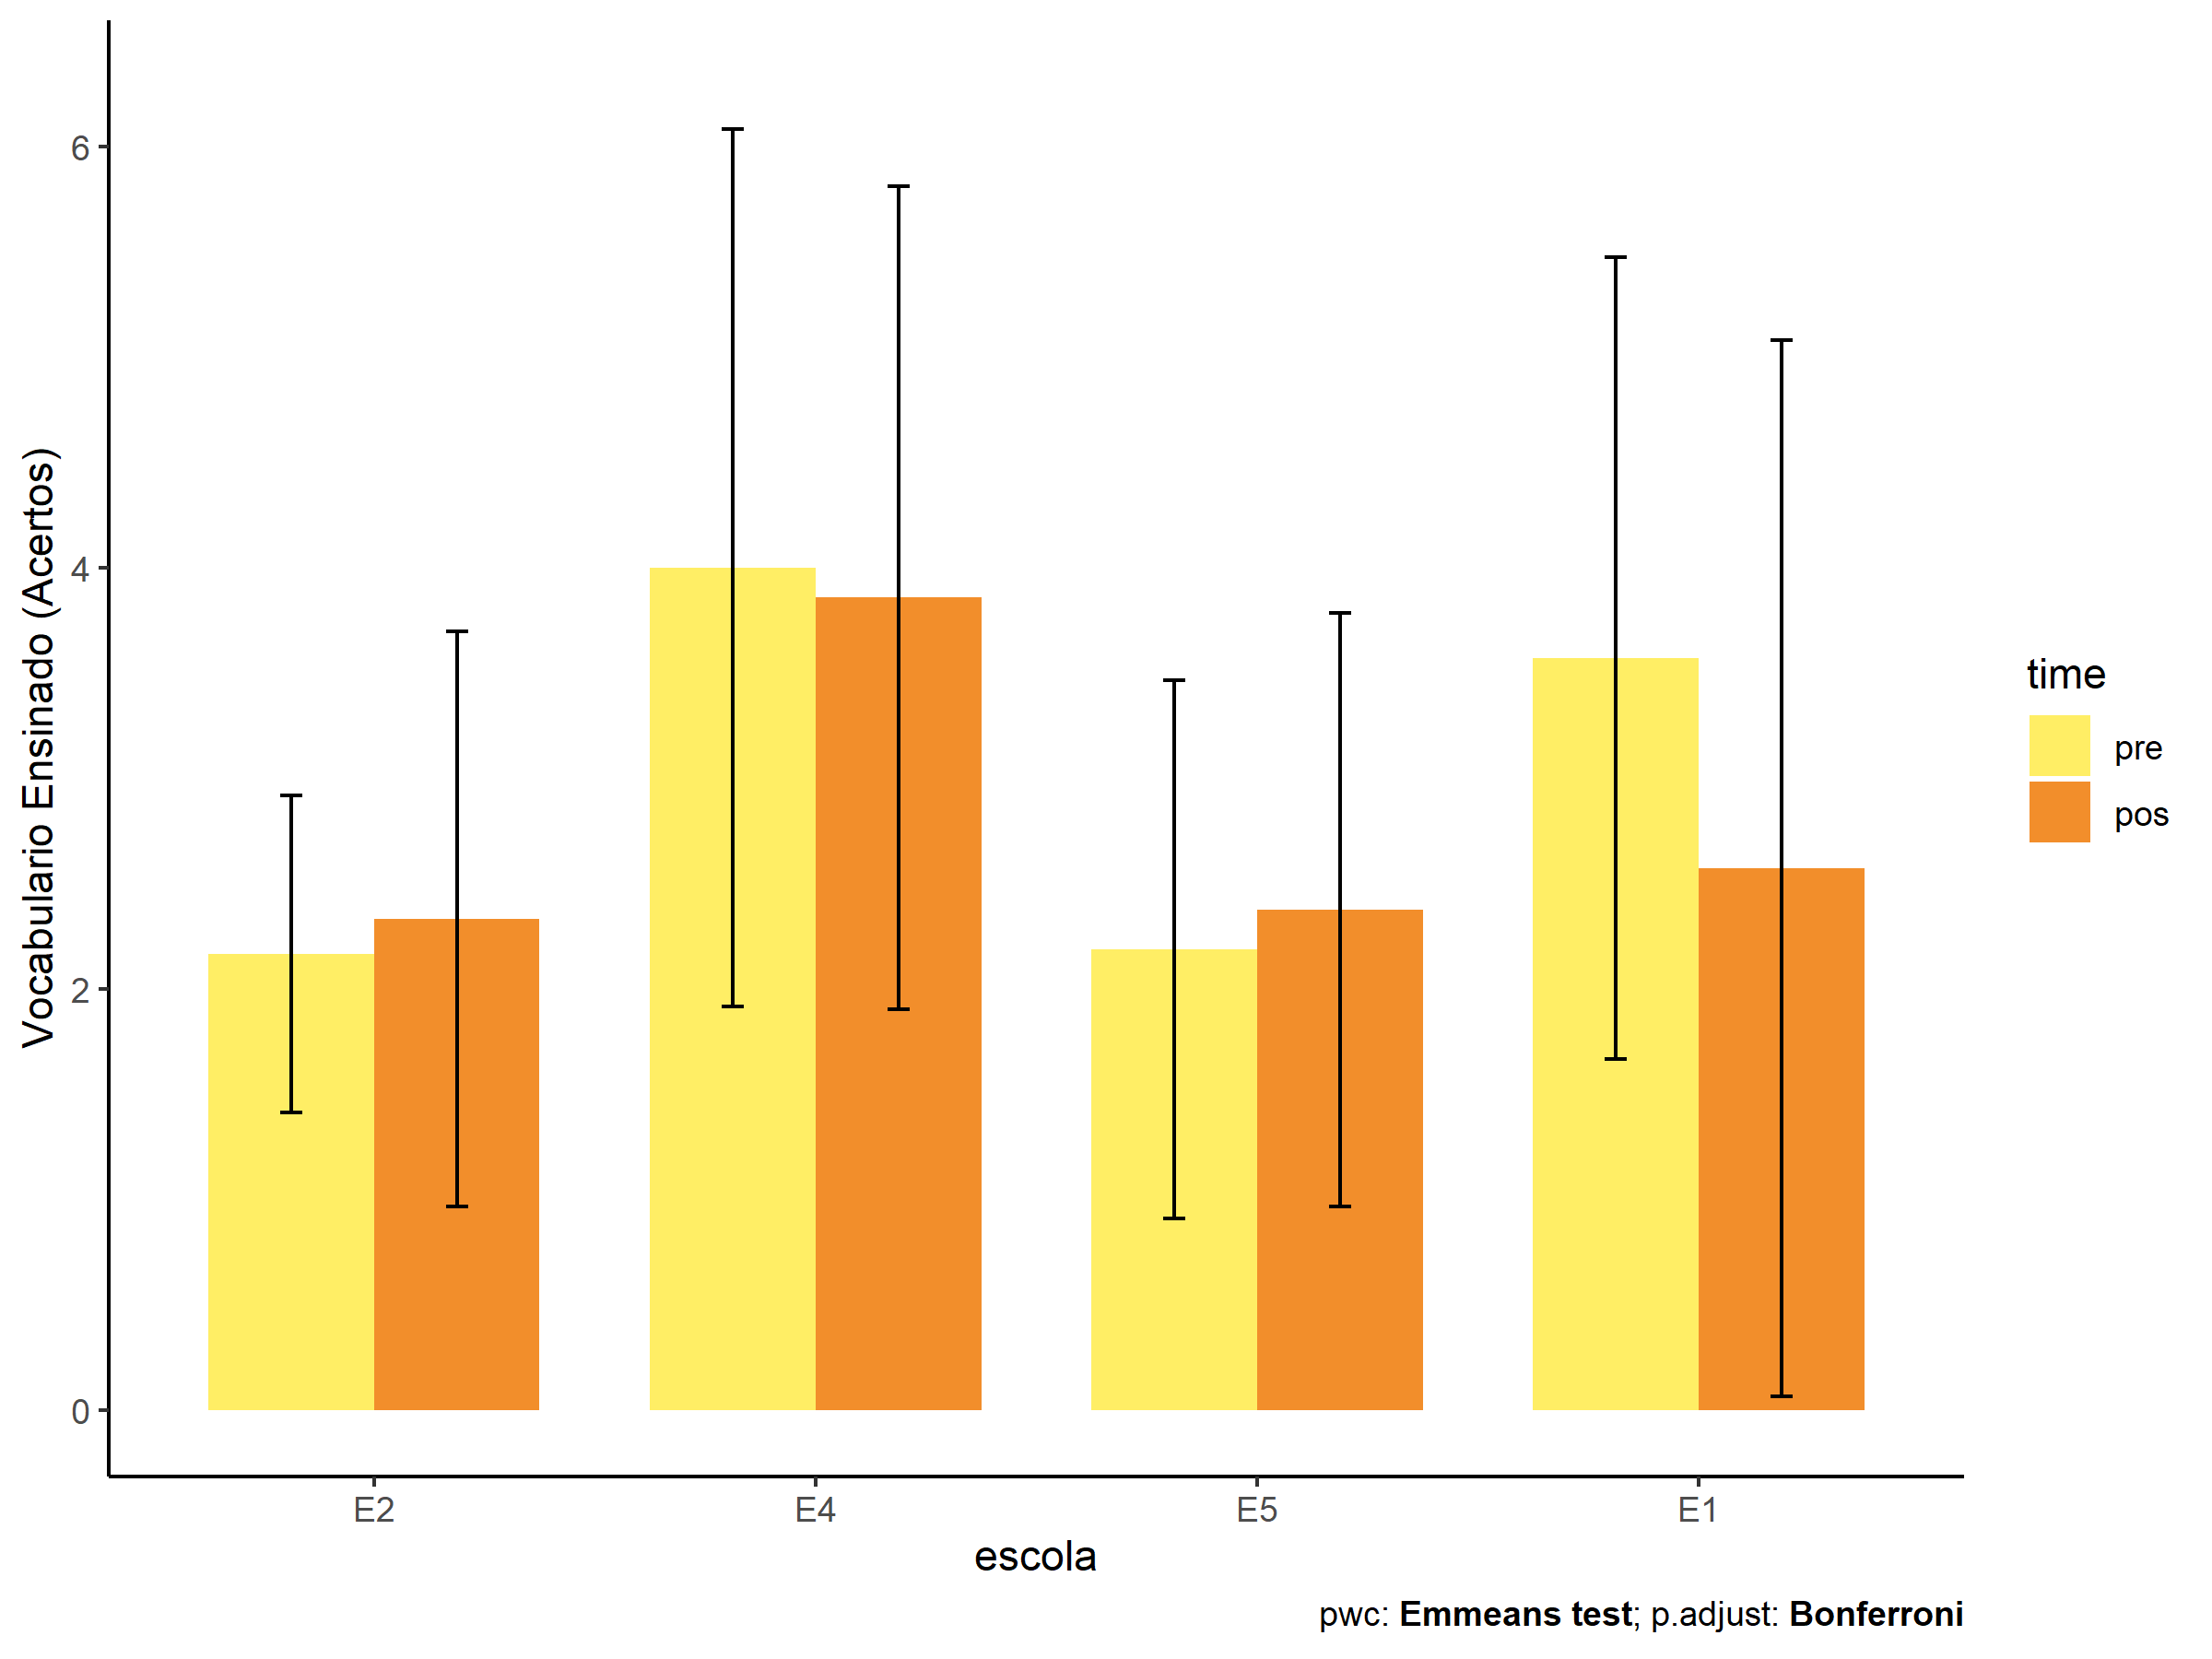 Vocabulario Ensinado (Acertos)
6
4
2
0
E2 E4 E5 E1
escola
time
pre
pos
pwc: Emmeans test; p.adjust: Bonferroni